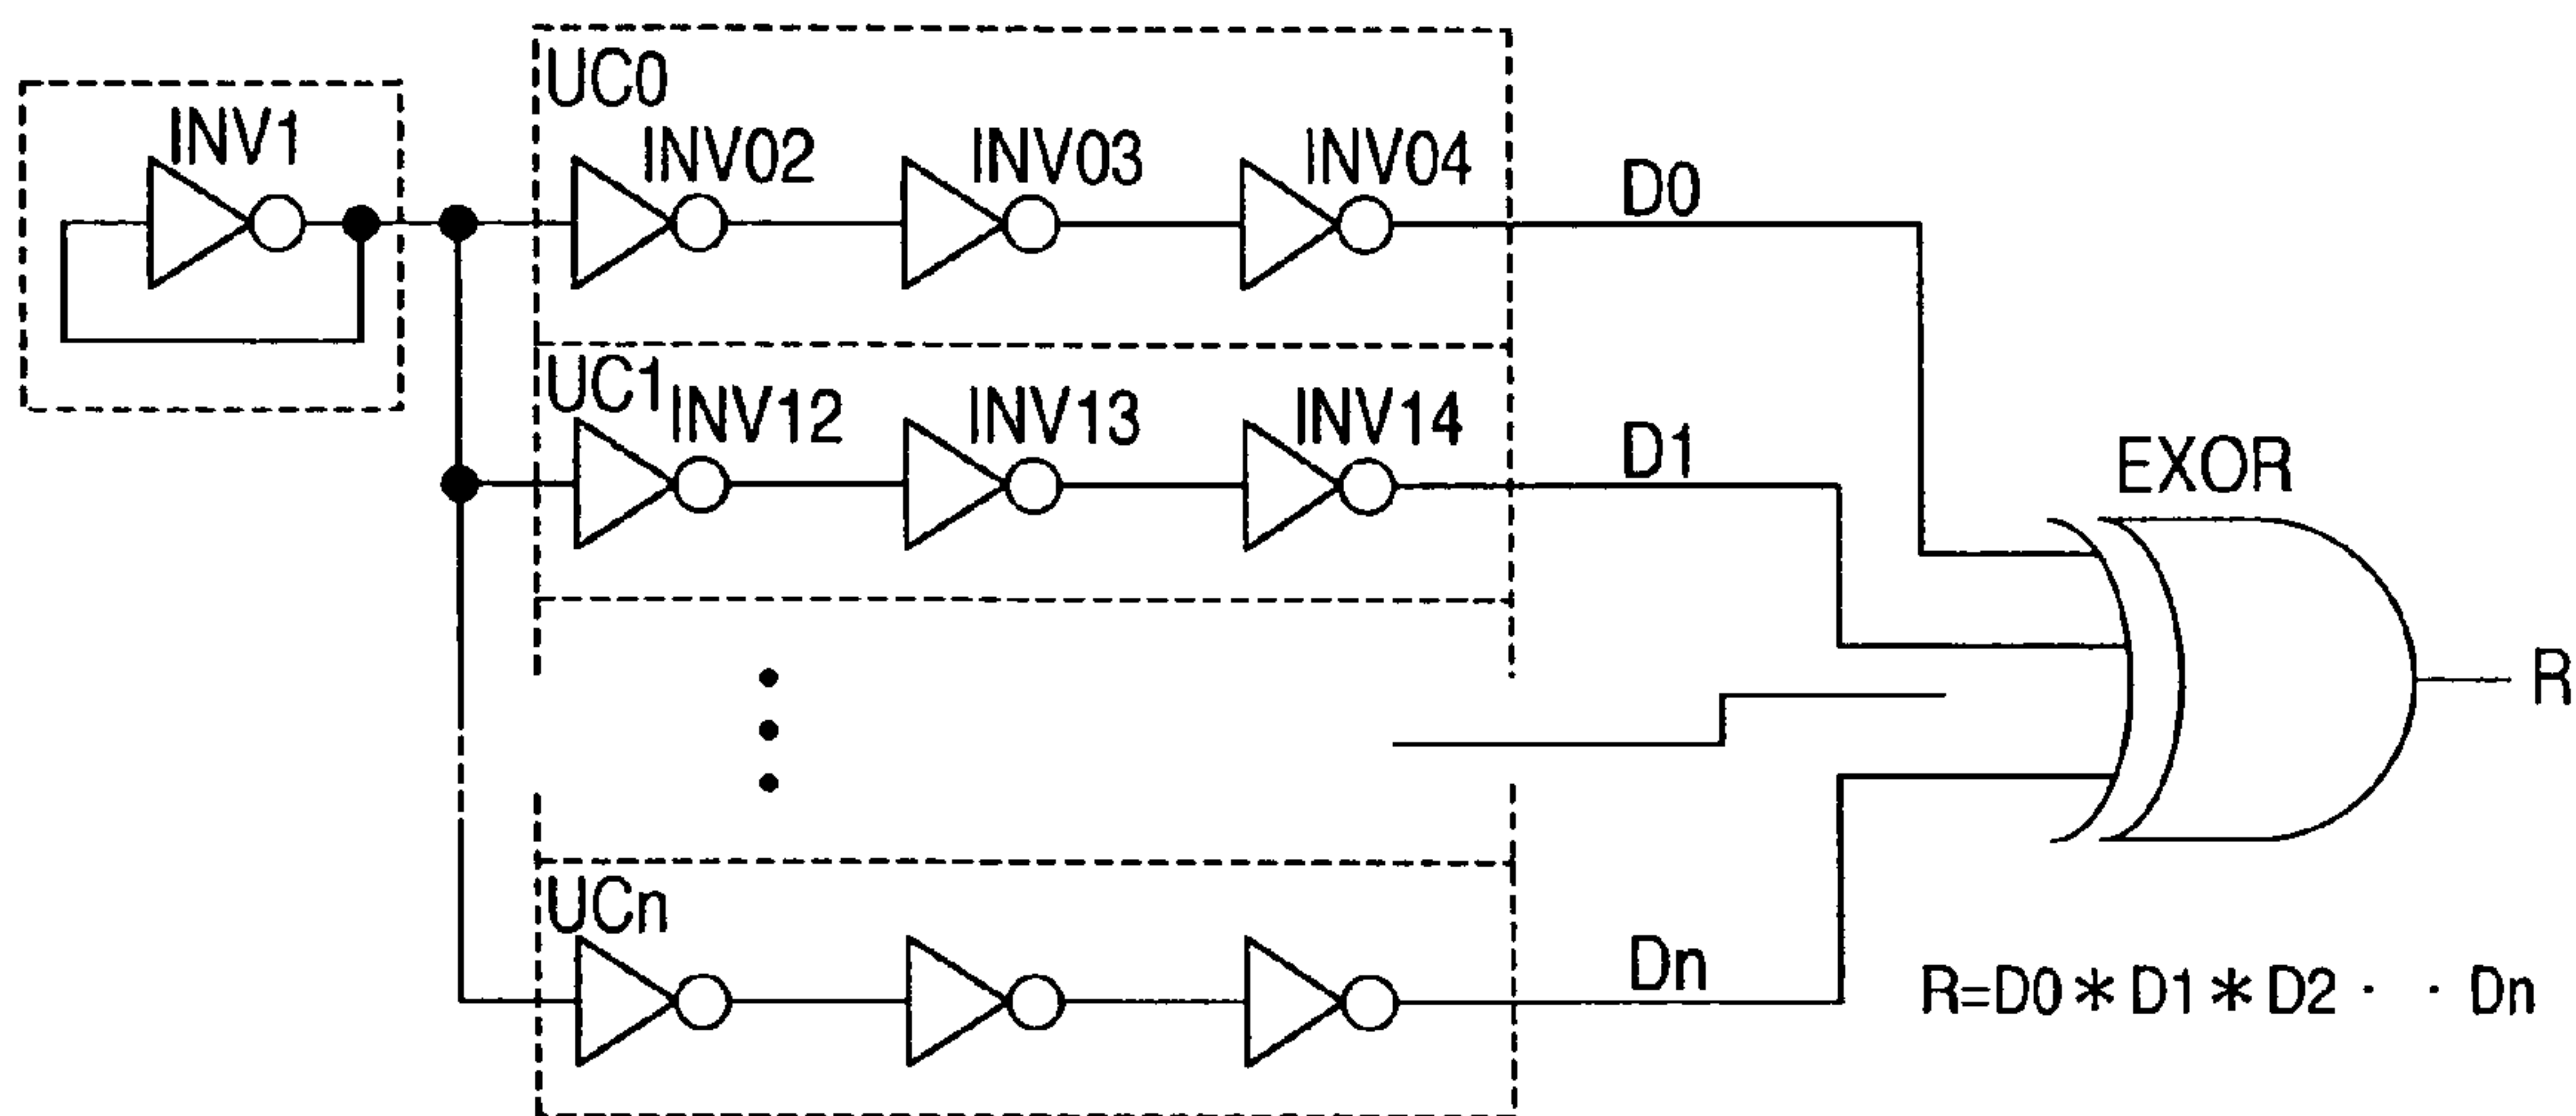 UC0
INV1
INV02
INV03
INV04
D0
UC1
INV12
INV13
INV14
D1
EXOR
R
UCn
Dn
R=D0＊D1＊D2・・Dn